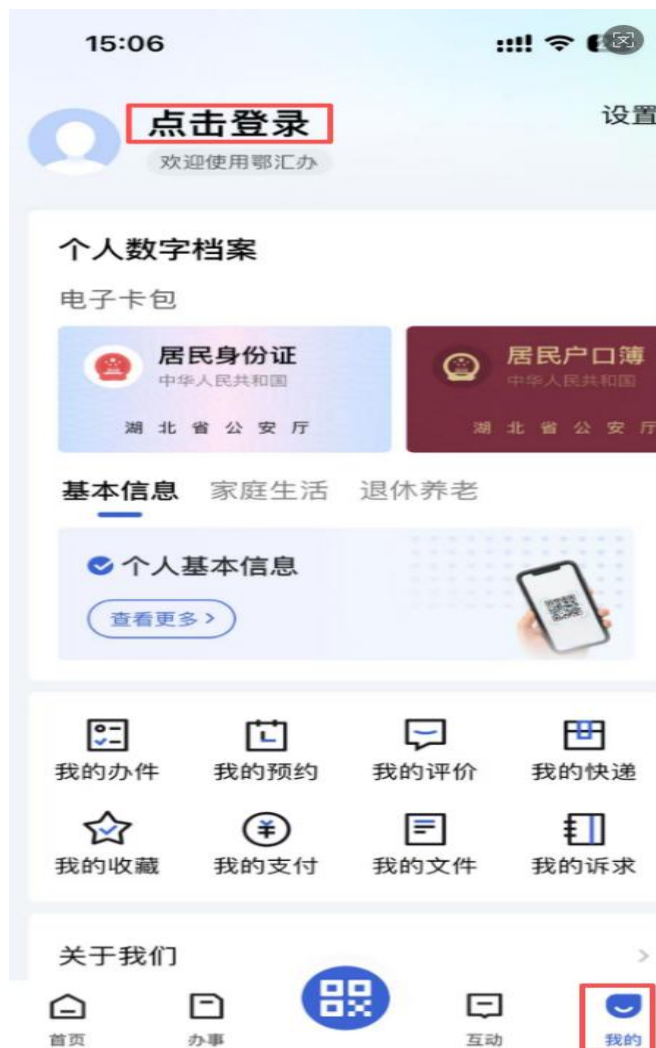 15:06
点击登录
设置
欢迎使用鄂汇办
个人数字档案
电子卡包
居民身份证
中华人民共和国
湖北省公安厅
居民户口簿
中华人民共和国
湖北省公安厅
基本信息 家庭生活 退休养老
个人基本信息
查看更多 >
我的办件 我的预约 我的评价 我的快递
我的收藏 我的支付 我的文件 我的诉求
关于我们
首页 办事 互动 我的